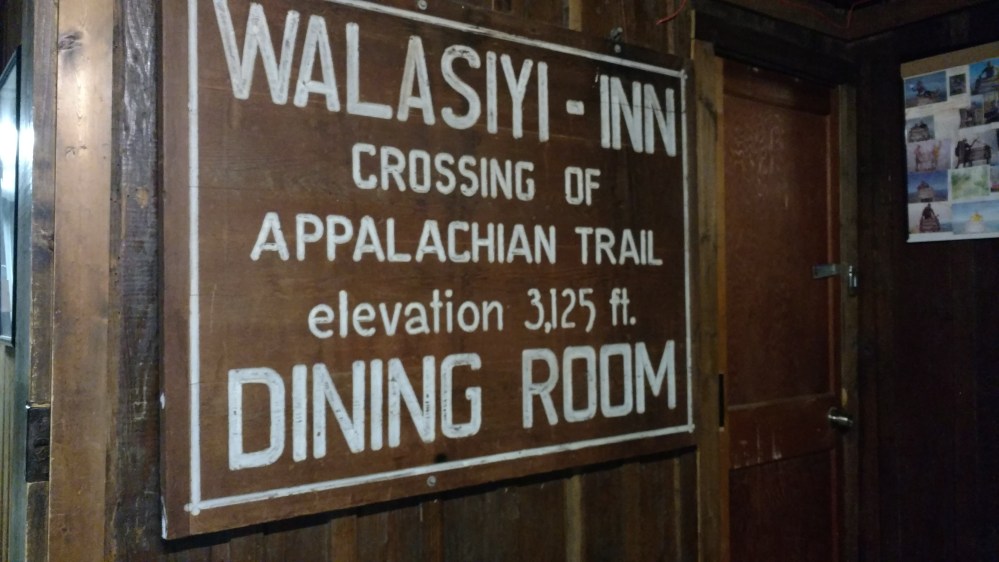 WALASIYI - INN
CROSSING OF
APPALACHIAN TRAIL
elevation 3,125 ft.
DINING ROOM